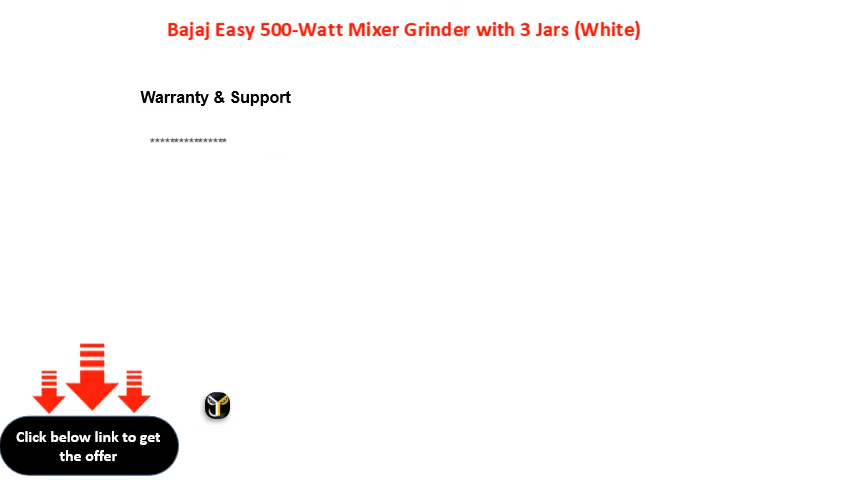 Bajaj Easy 500-Watt Mixer Grinder with 3 Jars (White)
Warranty & Support
****************
Click below link to get
the offer